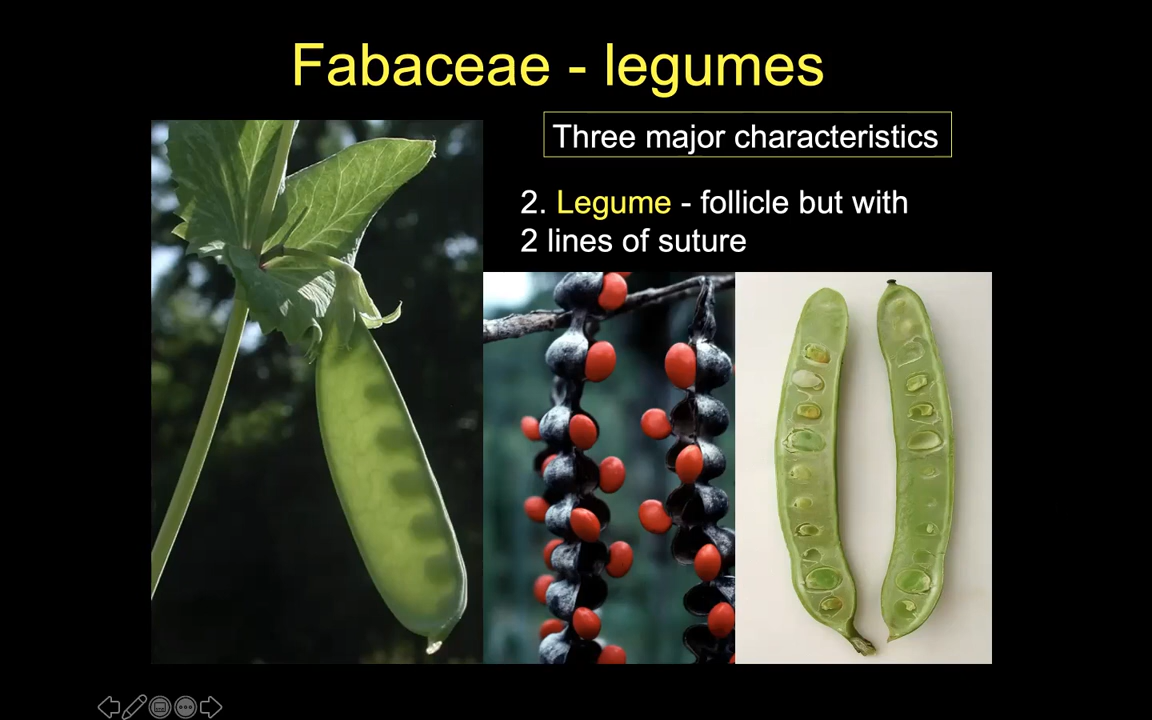 Fabaceae - legumes
Three major characteristics
2. Legume - follicle but with
2 lines of suture